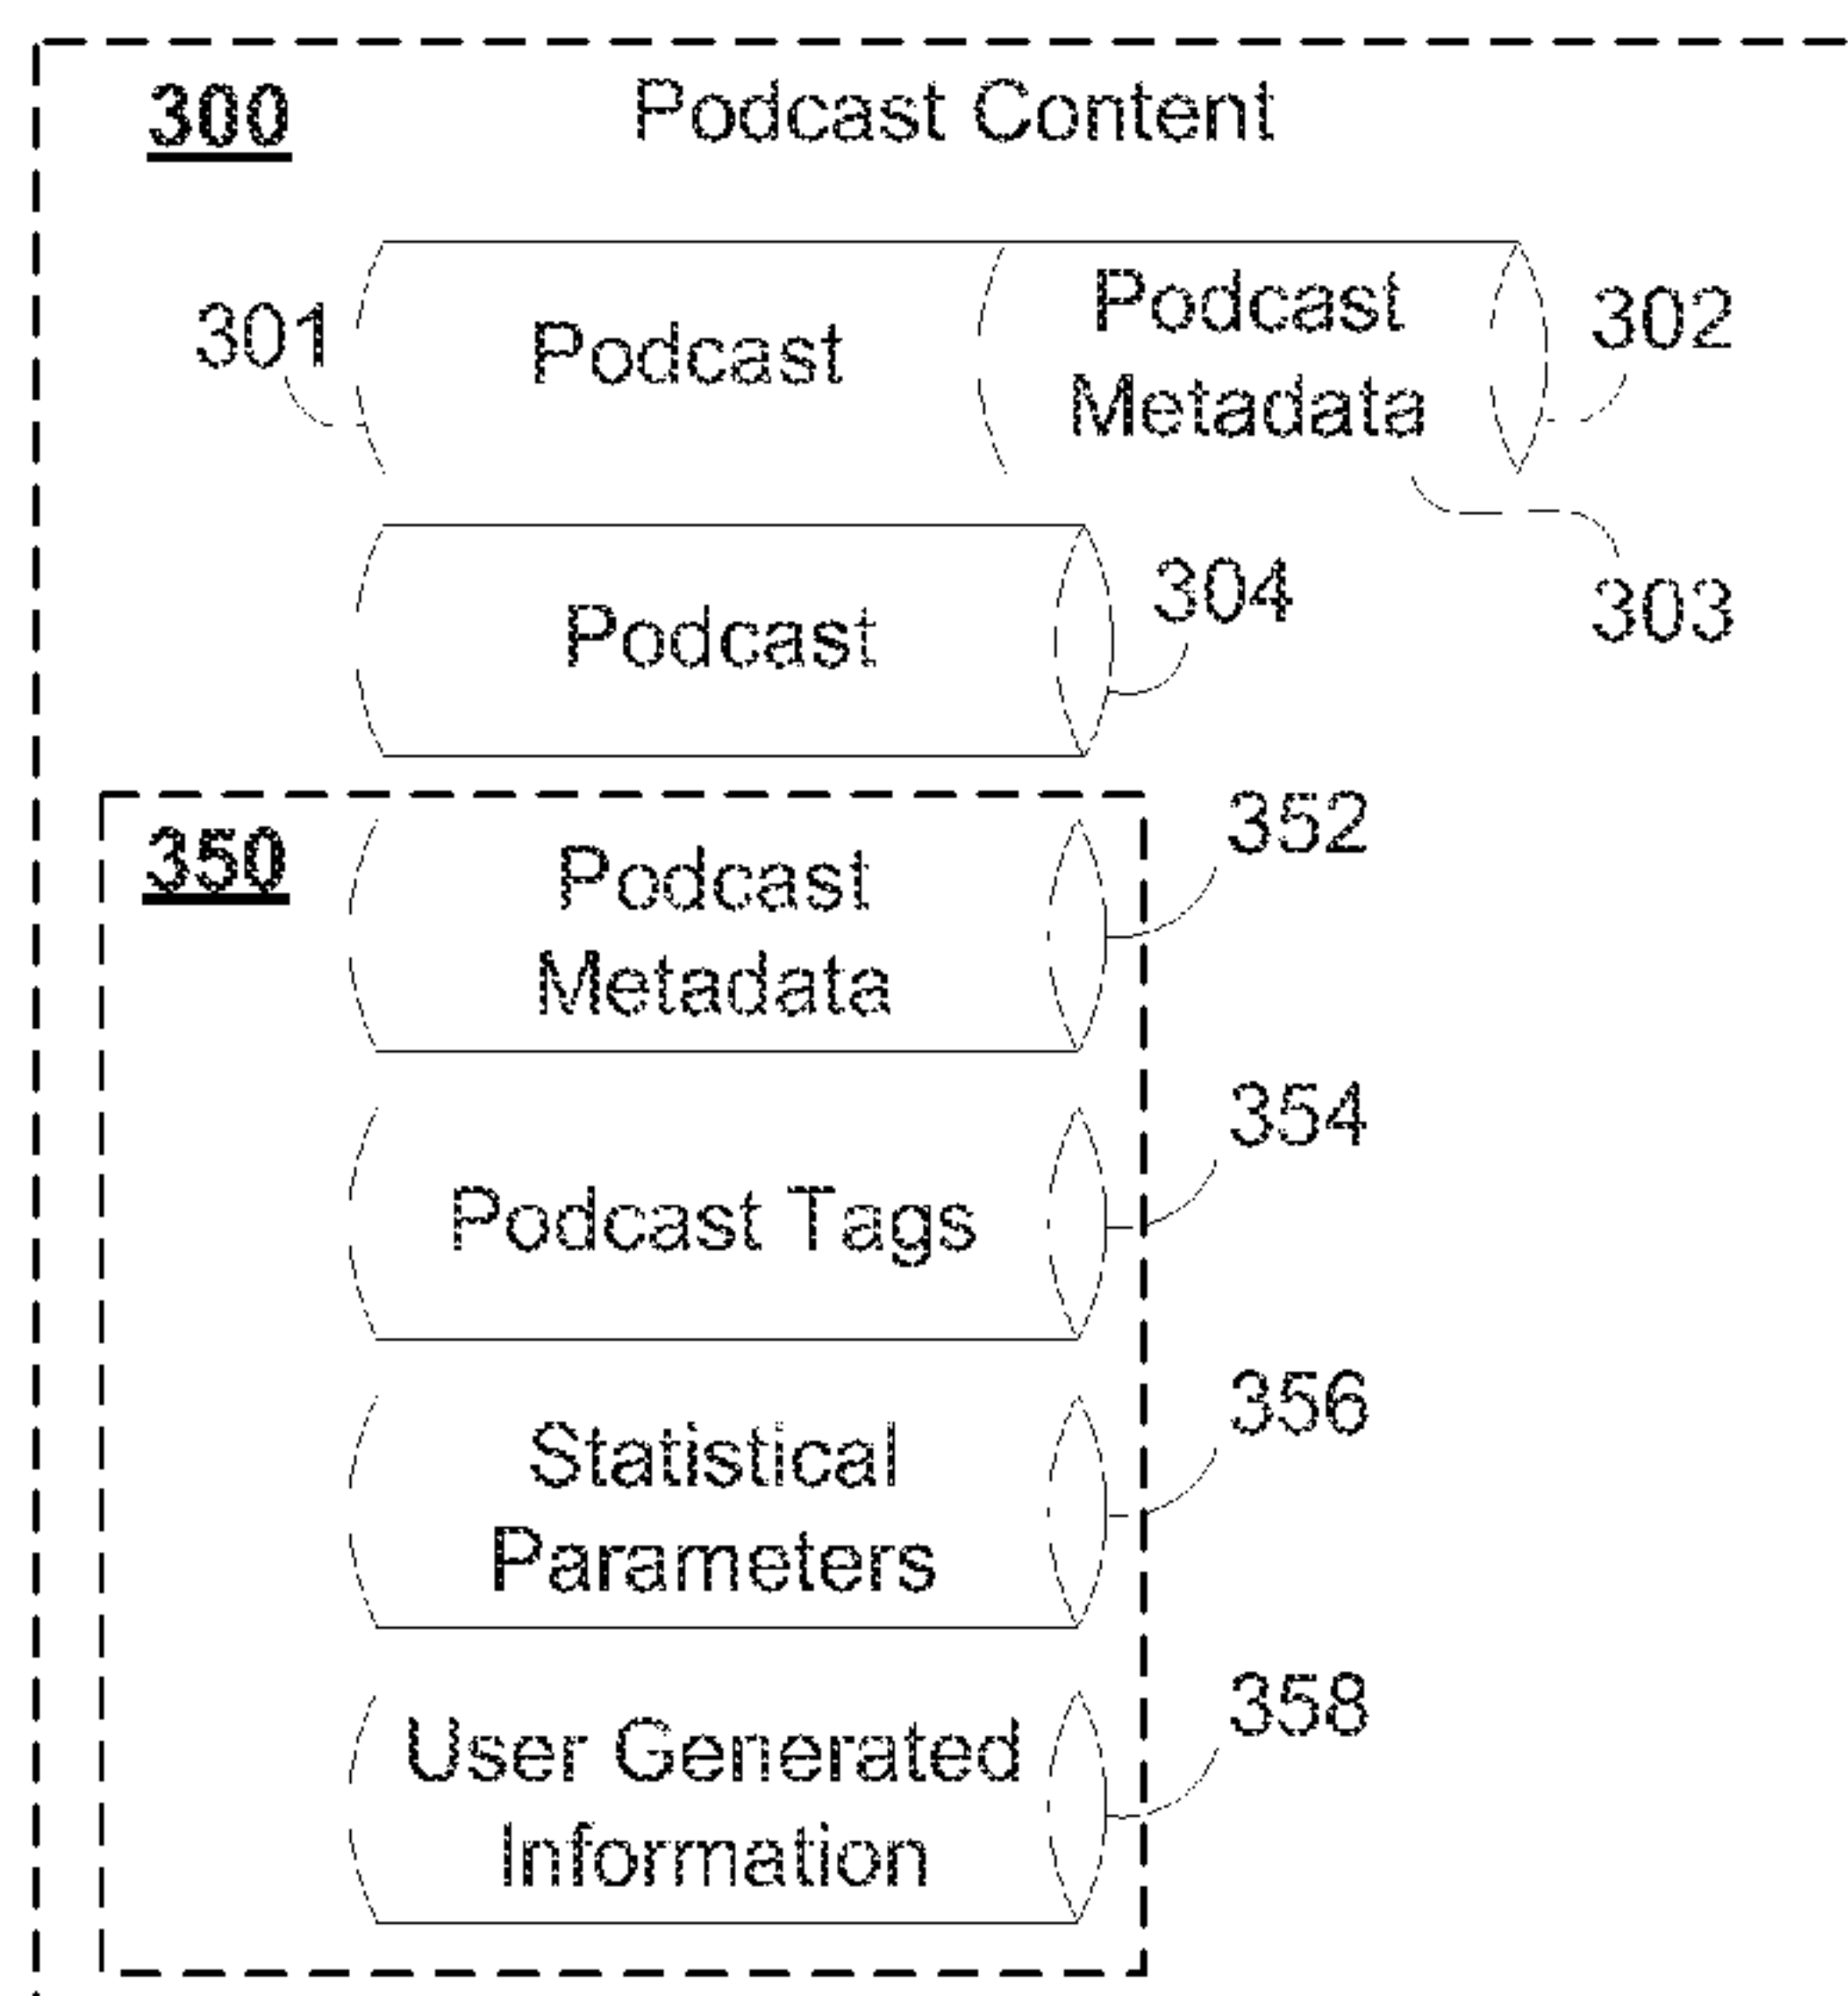 300 Podcast Content
301 Podcast
Podcast
Metadata
302
303
Podcast
304
350
Podcast
Metadata
352
Podcast Tags
354
Statistical
Parameters
356
User Generated
Information
358